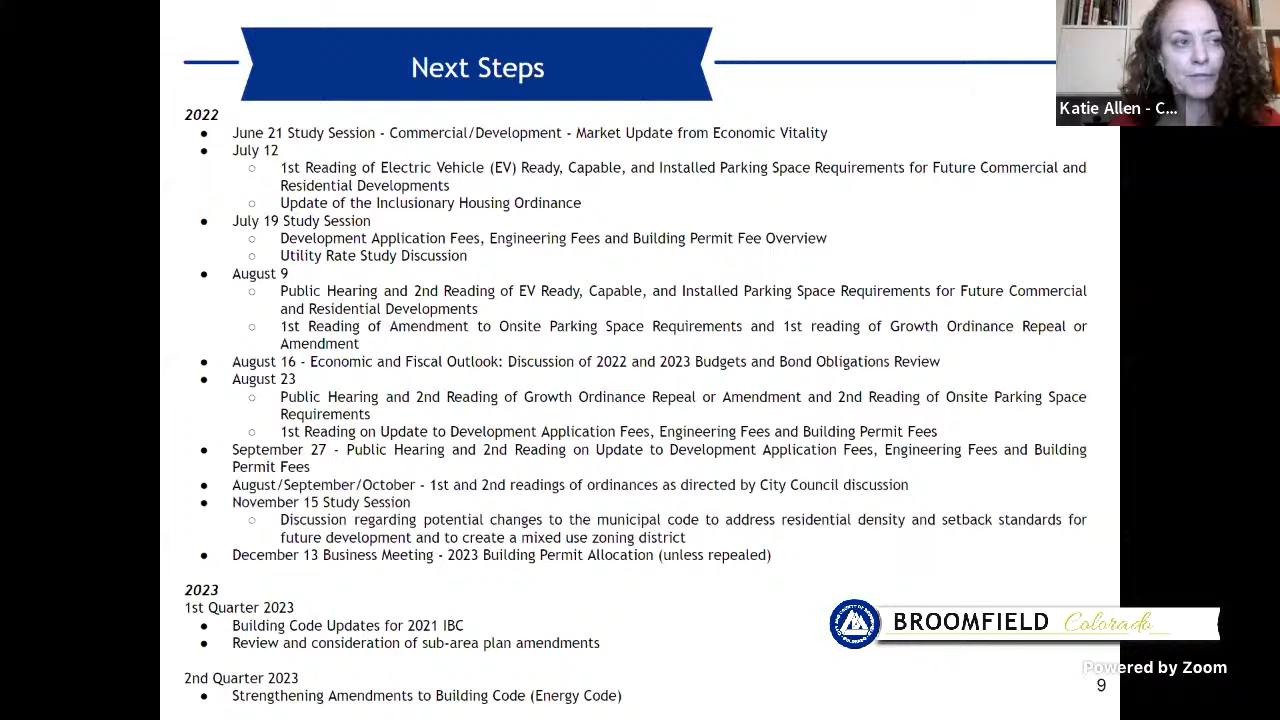 Next Steps
Katie Allen - C...
2022
● June 21 Study Session - Commercial/Development - Market Update from Economic Vitality
● July 12
○ 1st Reading of Electric Vehicle (EV) Ready, Capable, and Installed Parking Space Requirements for Future Commercial and
Residential Developments
○ Update of the Inclusionary Housing Ordinance
● July 19 Study Session
○ Development Application Fees, Engineering Fees and Building Permit Fee Overview
○ Utility Rate Study Discussion
● August 9
○ Public Hearing and 2nd Reading of EV Ready, Capable, and Installed Parking Space Requirements for Future Commercial
and Residential Developments
○ 1st Reading of Amendment to Onsite Parking Space Requirements and 1st reading of Growth Ordinance Repeal or
Amendment
● August 16 - Economic and Fiscal Outlook: Discussion of 2022 and 2023 Budgets and Bond Obligations Review
● August 23
○ Public Hearing and 2nd Reading of Growth Ordinance Repeal or Amendment and 2nd Reading of Onsite Parking Space
Requirements
○ 1st Reading on Update to Development Application Fees, Engineering Fees and Building Permit Fees
● September 27 - Public Hearing and 2nd Reading on Update to Development Application Fees, Engineering Fees and Building
Permit Fees
● August/September/October - 1st and 2nd readings of ordinances as directed by City Council discussion
● November 15 Study Session
○ Discussion regarding potential changes to the municipal code to address residential density and setback standards for
future development and to create a mixed use zoning district
● December 13 Business Meeting - 2023 Building Permit Allocation (unless repealed)
2023
1st Quarter 2023
● Building Code Updates for 2021 IBC
● Review and consideration of sub-area plan amendments
2nd Quarter 2023
● Strengthening Amendments to Building Code (Energy Code)
BROOMFIELD Colorado
Powered by Zoom
9